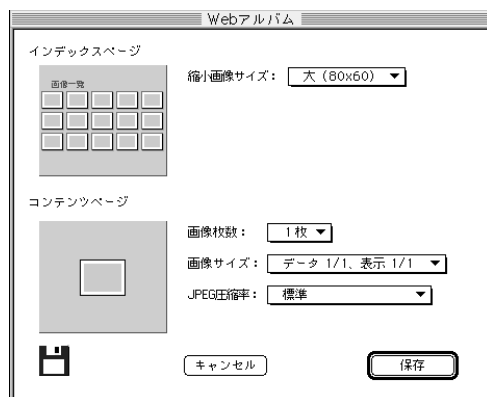 Webアルバム
インデックスページ
画像一覧
縮小画像サイズ： 大（80x60）
コンテンツページ
画像枚数： 1枚
画像サイズ： データ 1/1、表示 1/1
JPEG圧縮率： 標準
キャンセル
保存